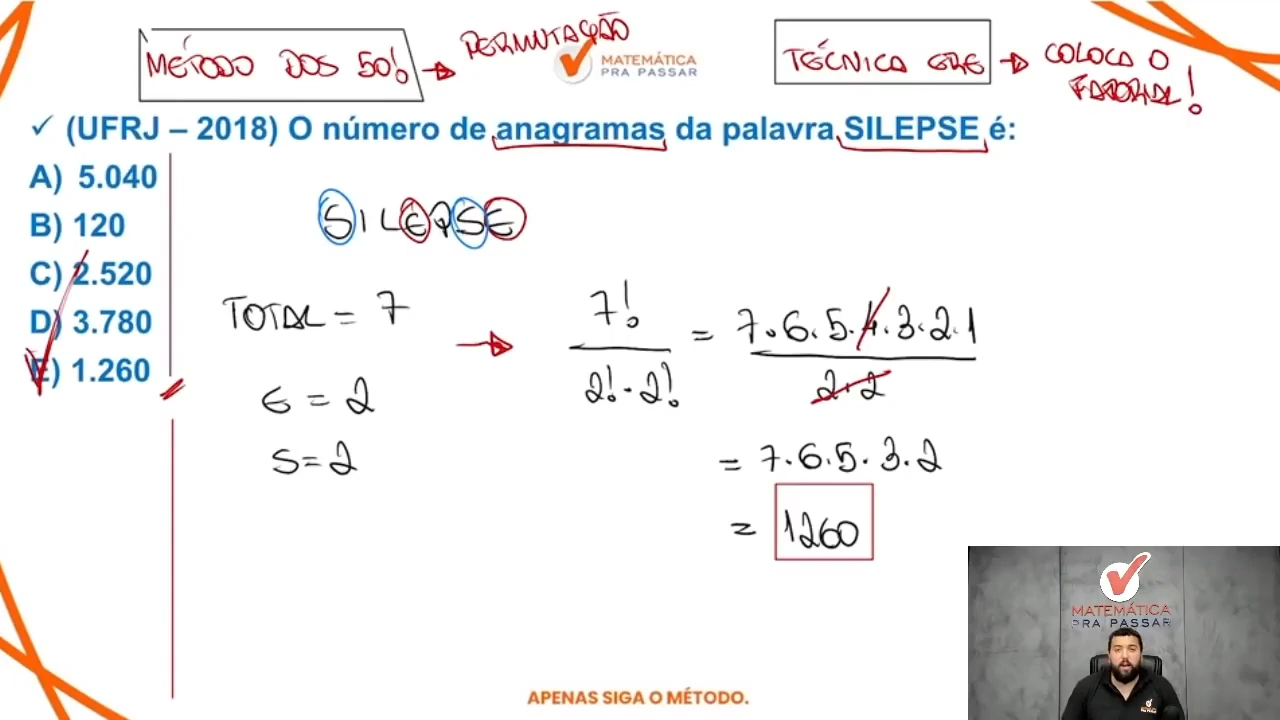 MÉTODO DOS 50! → PERMUTAÇÃO
MATEMÁTICA
PRA PASSAR
TÉCNICA GRE → COLOCA O
FATORIAL!
✓ (UFRJ – 2018) O número de anagramas da palavra SILEPSE é:
A) 5.040
B) 120
C) 2.520
D) 3.780
E) 1.260
SILEPSE
TOTAL = 7
E = 2
S = 2
→ 7! / 2! · 2! = 7 · 6 · 5 · 4 · 3 · 2 · 1 / 2 · 2
= 7 · 6 · 5 · 3 · 2
= 1260
MATEMÁTICA
PRA PASSAR
APENAS SIGA O MÉTODO.